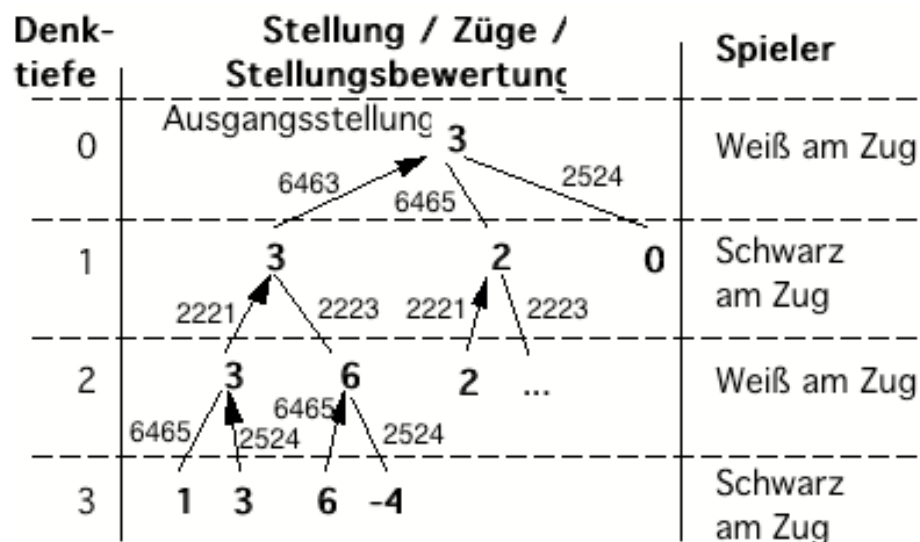 Denk-
tiefe
Stellung / Züge /
Stellungsbewertung
Spieler
0
Ausgangsstellung
3
Weiß am Zug
6463
6465
2524
1
3
2
0
Schwarz
am Zug
2221
2223
2221
2223
2
3
6
2
...
Weiß am Zug
6465
2524
6465
2524
3
1
3
6
-4
Schwarz
am Zug